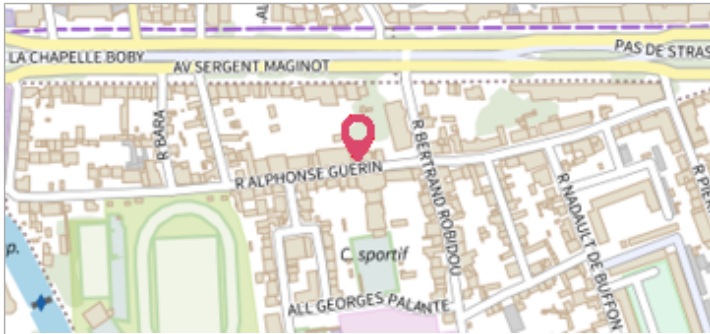 LA CHAPELLE BOBY
PAS DE STRAS
AV SERGENT MAGINOT
R BARA
R BERTRAND ROBIDOU
R ALPHONSE GUERIN
R NADAULT DE BUFFON
R PIER
C. sportif
p.
ALL GEORGES PALANTE